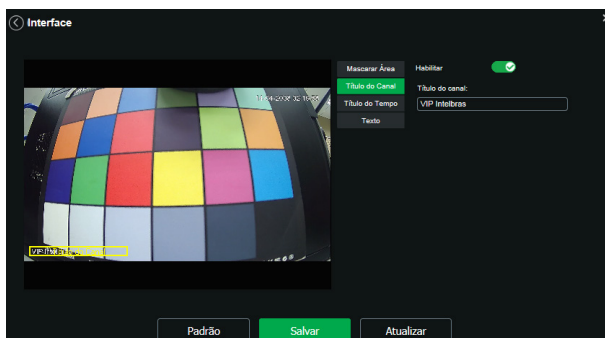 Interface
Mascarar Área
Título do Canal
Título do Tempo
Texto
Habilitar
Título do canal:
VIP Intelbras
Padrão
Salvar
Atualizar